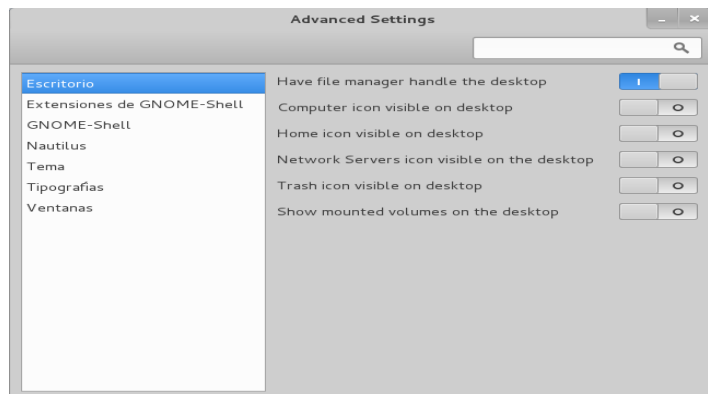 Advanced Settings
Escritorio
Extensiones de GNOME-Shell
GNOME-Shell
Nautilus
Tema
Tipografías
Ventanas
Have file manager handle the desktop
Computer icon visible on desktop
Home icon visible on desktop
Network Servers icon visible on the desktop
Trash icon visible on desktop
Show mounted volumes on the desktop